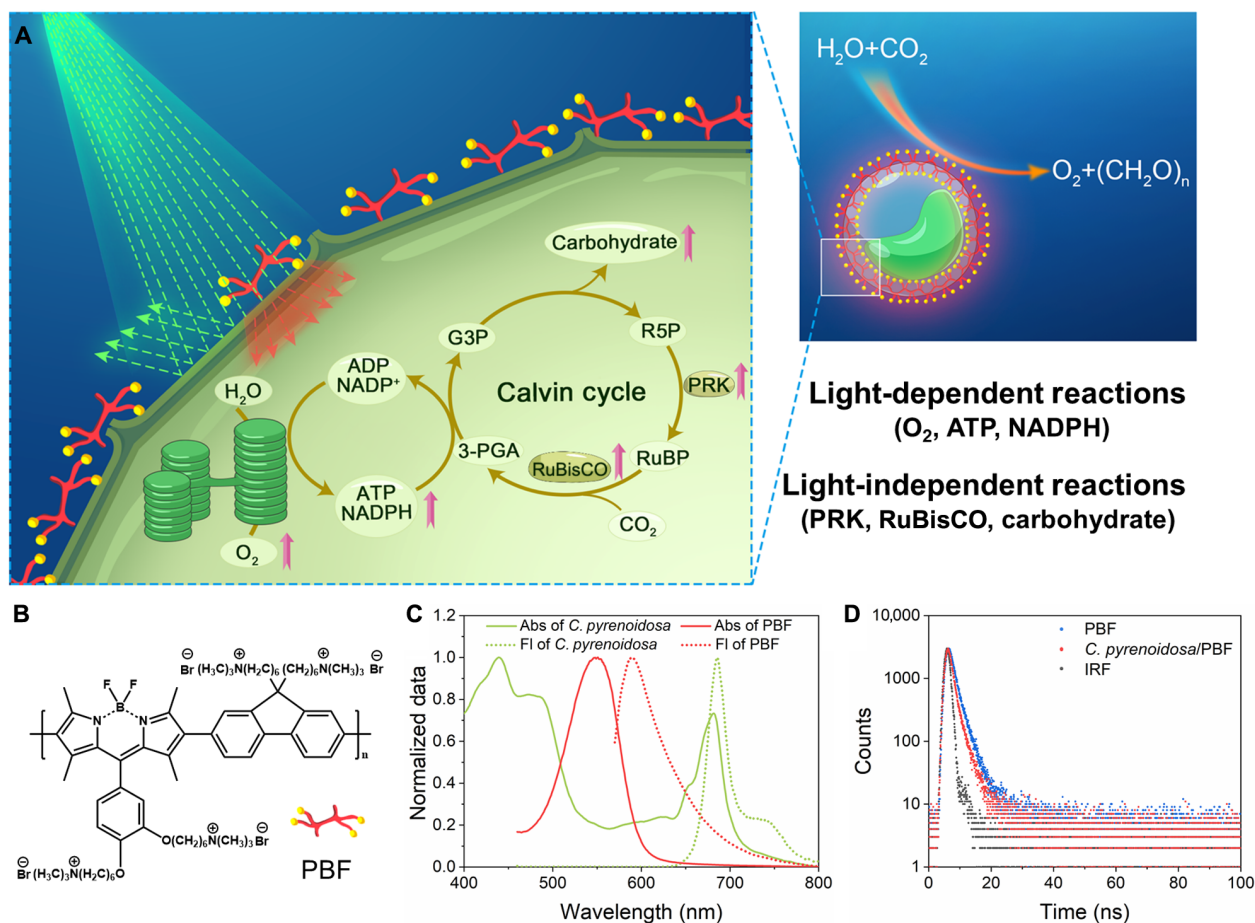 A
H₂O+CO₂
O₂+(CH₂O)ₙ
Carbohydrate
G3P
R5P
ADP
NADP⁺
H₂O
Calvin cycle
PRK
3-PGA
RuBisCO
RuBP
ATP
NADPH
CO₂
O₂
Light-dependent reactions
(O₂, ATP, NADPH)
Light-independent reactions
(PRK, RuBisCO, carbohydrate)
B
⊖ ⊕ ⊕ ⊖
Br(H₃C)₃N(H₂C)₆ (CH₂)₆N(CH₃)₃ Br
F F
B
N N
n
⊕ ⊖
O(CH₂)₆N(CH₃)₃Br
⊖ ⊕
Br(H₃C)₃N(H₂C)₆O
PBF
C
Abs of C. pyrenoidosa
Abs of PBF
Fl of C. pyrenoidosa
Fl of PBF
Normalized data
1.2
1.0
0.8
0.6
0.4
0.2
0.0
400 500 600 700 800
Wavelength (nm)
D
PBF
C. pyrenoidosa/PBF
IRF
Counts
10,000
1000
100
10
1
0 20 40 60 80 100
Time (ns)